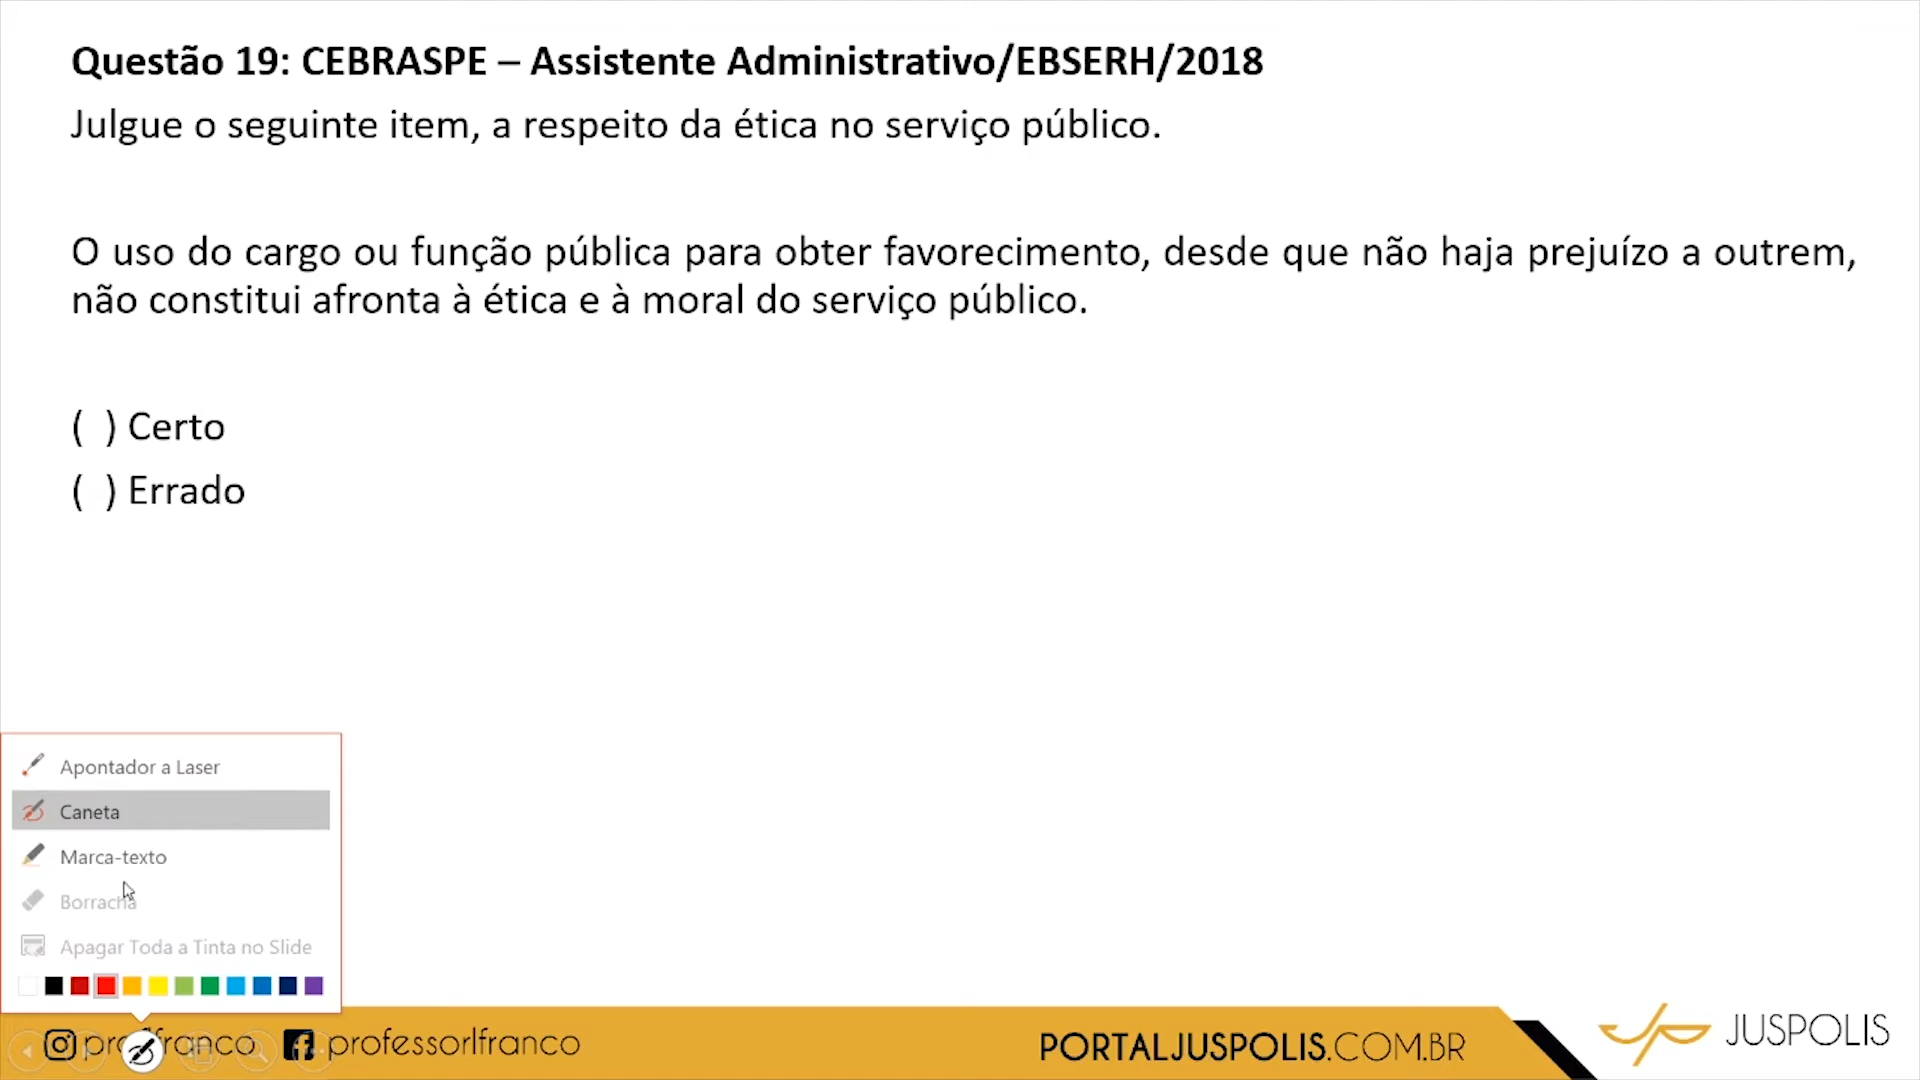 Questão 19: CEBRASPE – Assistente Administrativo/EBSERH/2018
Julgue o seguinte item, a respeito da ética no serviço público.
O uso do cargo ou função pública para obter favorecimento, desde que não haja prejuízo a outrem,
não constitui afronta à ética e à moral do serviço público.
( ) Certo
( ) Errado
Apontador a Laser
Caneta
Marca-texto
Borracha
Apagar Toda a Tinta no Slide
professorlfranco
PORTALJUSPOLIS.COM.BR
JUSPOLIS